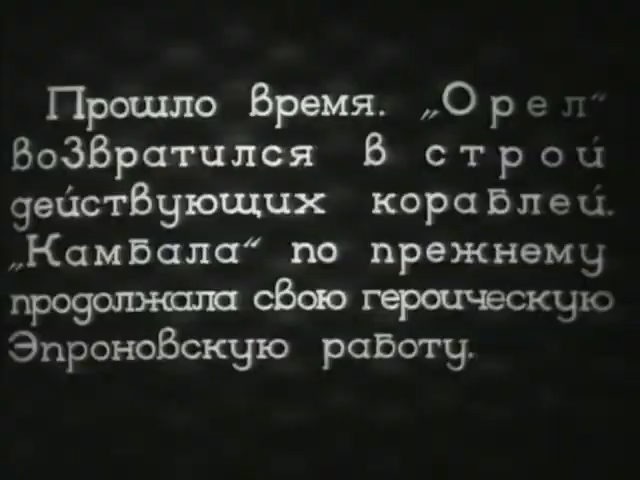 Прошло время. „Орел“
возвратился в строй
действующих кораблей.
„Камбала“ по прежнему
продолжала свою героическую
Эпроновскую работу.